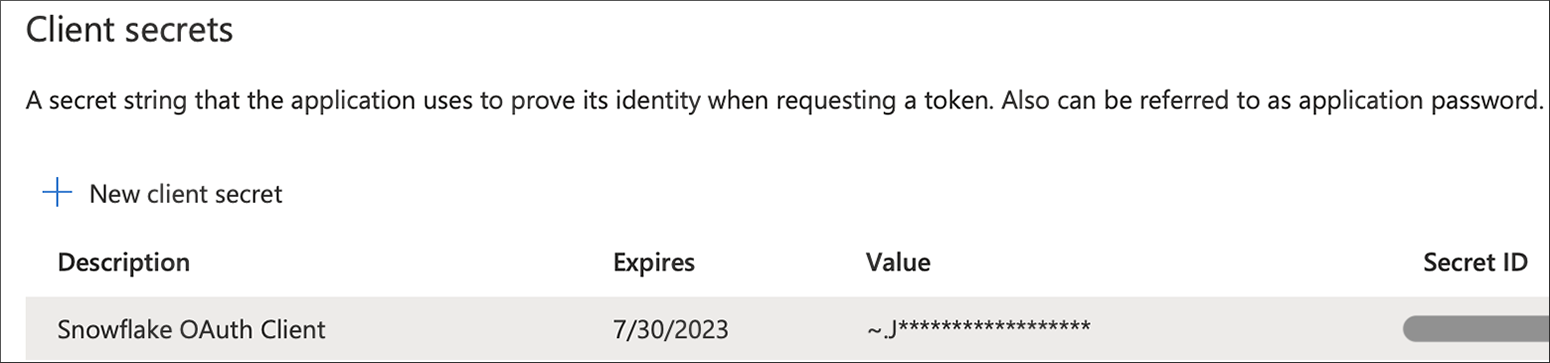 Client secrets
A secret string that the application uses to prove its identity when requesting a token. Also can be referred to as application password.
New client secret
Description Expires Value Secret ID
Snowflake OAuth Client 7/30/2023 ~.J******************